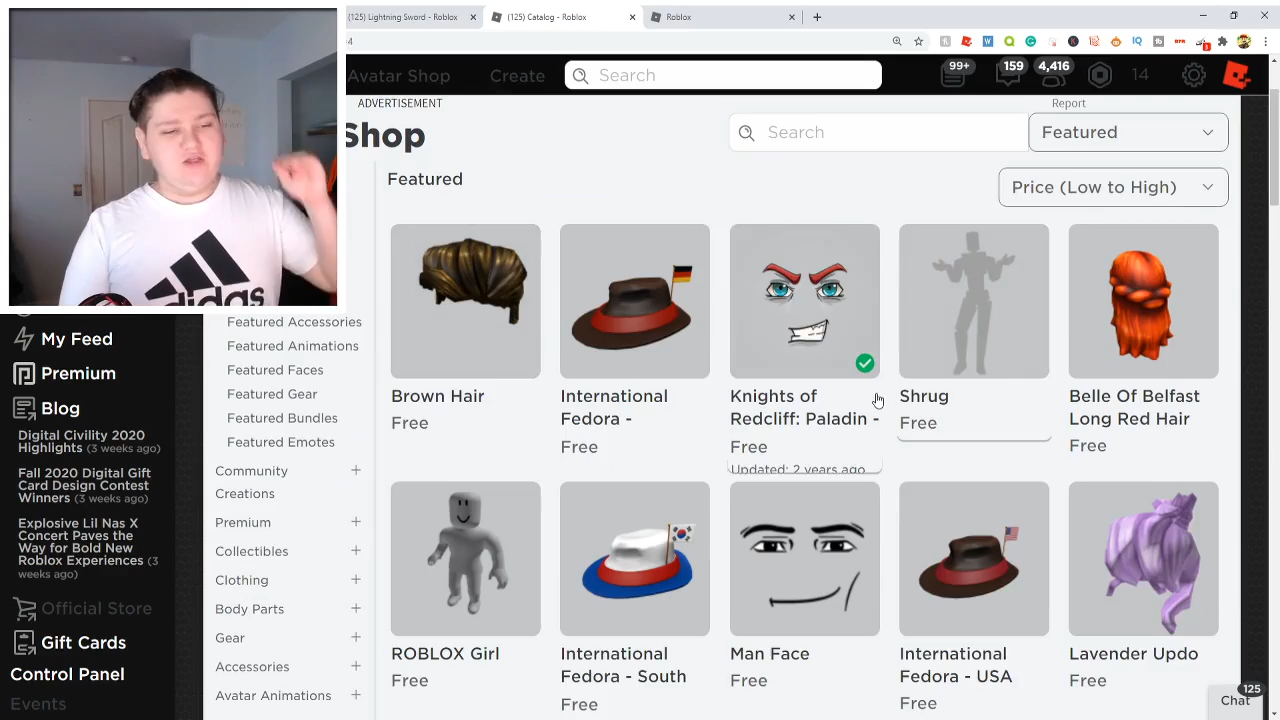 (125) Lightning Sword - Roblox
(125) Catalog - Roblox
Roblox
Avatar Shop
Create
Search
99+
159
4,416
14
ADVERTISEMENT
Report
Shop
Search
Featured
Featured
Price (Low to High)
adidas
Brown Hair
Free
International
Fedora -
Free
Knights of
Redcliff: Paladin -
Free
Updated: 2 years ago
Shrug
Free
Belle Of Belfast
Long Red Hair
Free
My Feed
Premium
Blog
Digital Civility 2020
Highlights (3 weeks ago)
Fall 2020 Digital Gift
Card Design Contest
Winners (3 weeks ago)
Explosive Lil Nas X
Concert Paves the
Way for Bold New
Roblox Experiences (3
weeks ago)
Official Store
Gift Cards
Control Panel
Events
Featured Accessories
Featured Animations
Featured Faces
Featured Gear
Featured Bundles
Featured Emotes
Community
Creations
Premium
Collectibles
Clothing
Body Parts
Gear
Accessories
Avatar Animations
ROBLOX Girl
Free
International
Fedora - South
Free
Man Face
Free
International
Fedora - USA
Free
Lavender Updo
Free
125
Chat